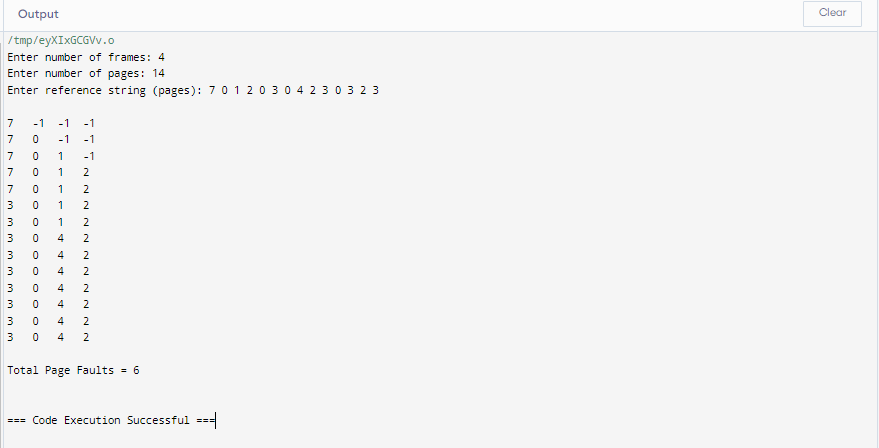 Output
Clear
/tmp/eyXIxGCGVv.o
Enter number of frames: 4
Enter number of pages: 14
Enter reference string (pages): 7 0 1 2 0 3 0 4 2 3 0 3 2 3
7 -1 -1 -1
7 0 -1 -1
7 0 1 -1
7 0 1 2
7 0 1 2
3 0 1 2
3 0 1 2
3 0 4 2
3 0 4 2
3 0 4 2
3 0 4 2
3 0 4 2
3 0 4 2
3 0 4 2
Total Page Faults = 6
=== Code Execution Successful ===